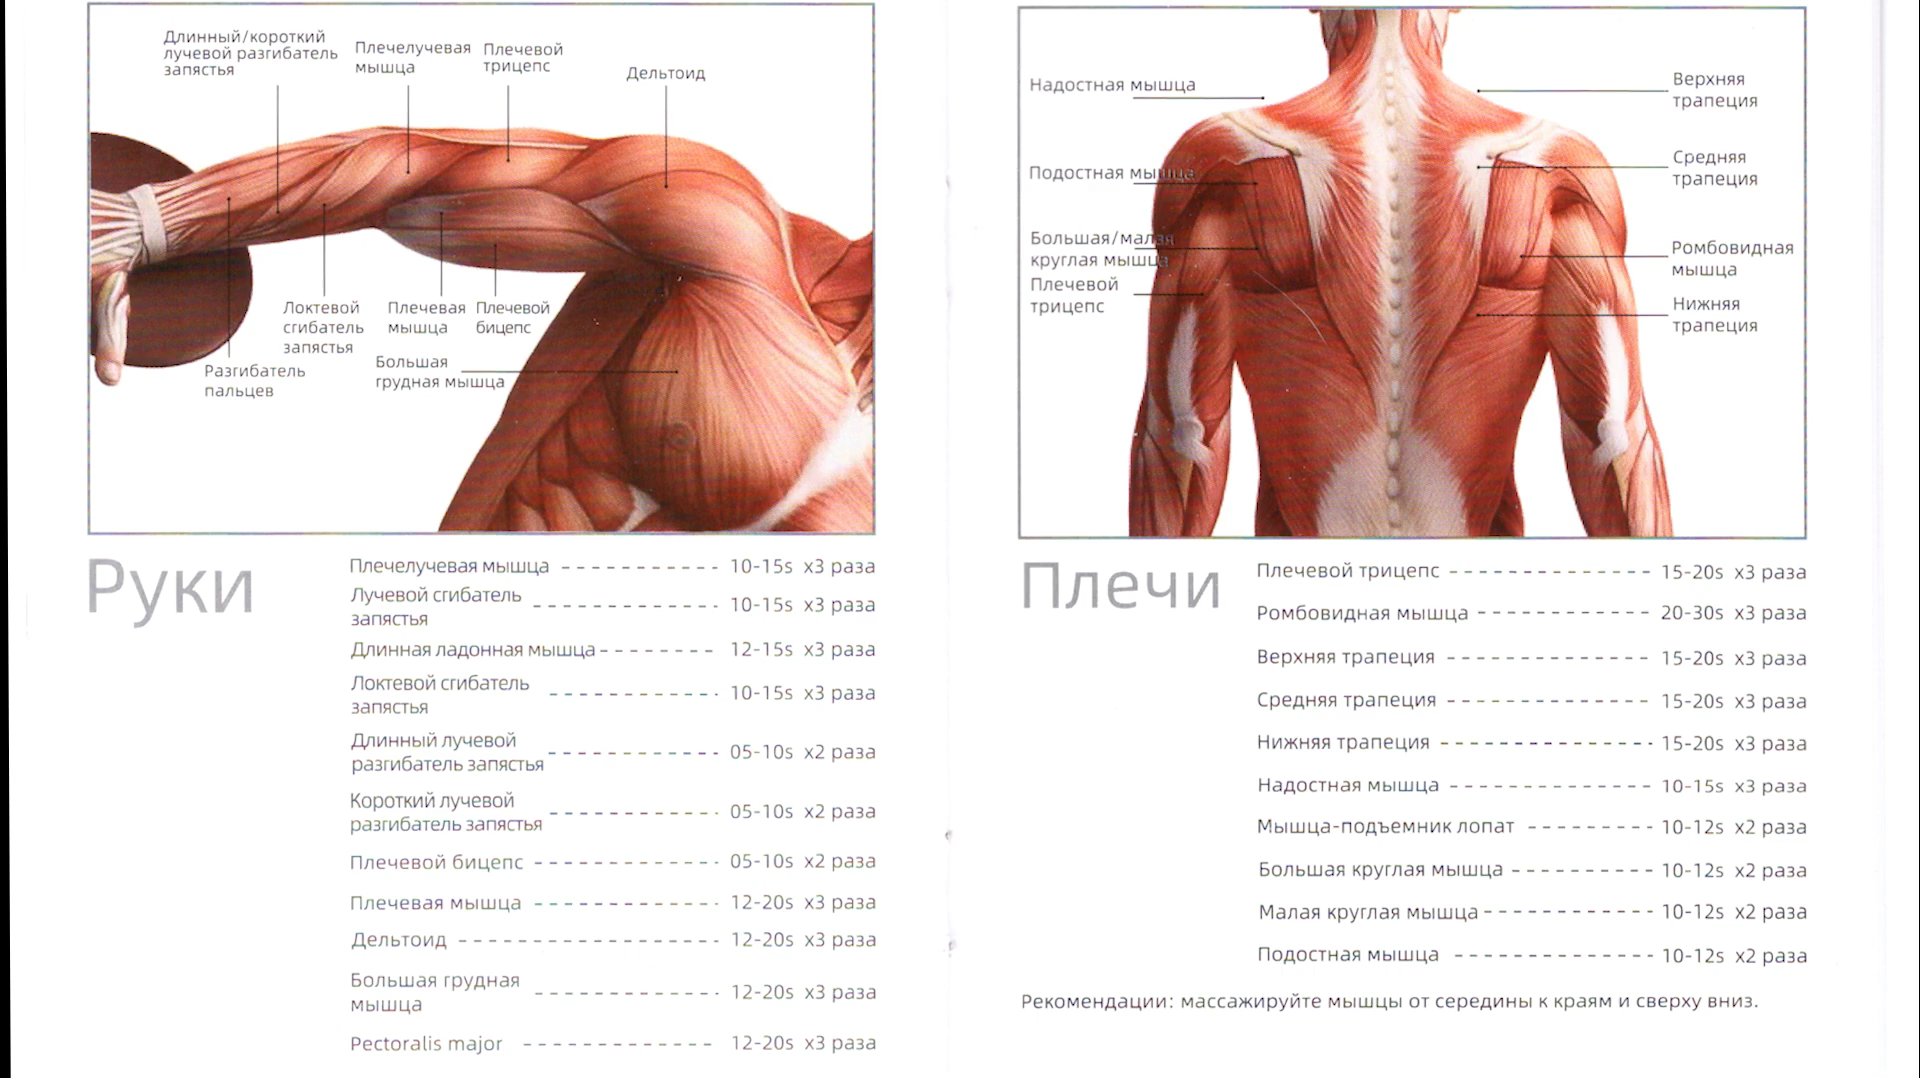 Длинный/короткий
лучевой разгибатель
запястья
Плечелучевая
мышца
Плечевой
трицепс
Дельтоид
Локтевой
сгибатель
запястья
Плечевая
мышца
Плечевой
бицепс
Разгибатель
пальцев
Большая
грудная мышца
Руки
Плечелучевая мышца 10-15s x3 раза
Лучевой сгибатель
запястья 10-15s x3 раза
Длинная ладонная мышца 12-15s x3 раза
Локтевой сгибатель
запястья 10-15s x3 раза
Длинный лучевой
разгибатель запястья 05-10s x2 раза
Короткий лучевой
разгибатель запястья 05-10s x2 раза
Плечевой бицепс 05-10s x2 раза
Плечевая мышца 12-20s x3 раза
Дельтоид 12-20s x3 раза
Большая грудная
мышца 12-20s x3 раза
Pectoralis major 12-20s x3 раза
Надостная мышца
Подостная мышца
Большая/малая
круглая мышца
Плечевой
трицепс
Верхняя
трапеция
Средняя
трапеция
Ромбовидная
мышца
Нижняя
трапеция
Плечи
Плечевой трицепс 15-20s x3 раза
Ромбовидная мышца 20-30s x3 раза
Верхняя трапеция 15-20s x3 раза
Средняя трапеция 15-20s x3 раза
Нижняя трапеция 15-20s x3 раза
Надостная мышца 10-15s x3 раза
Мышца-подъемник лопат 10-12s x2 раза
Большая круглая мышца 10-12s x2 раза
Малая круглая мышца 10-12s x2 раза
Подостная мышца 10-12s x2 раза
Рекомендации: массажируйте мышцы от середины к краям и сверху вниз.